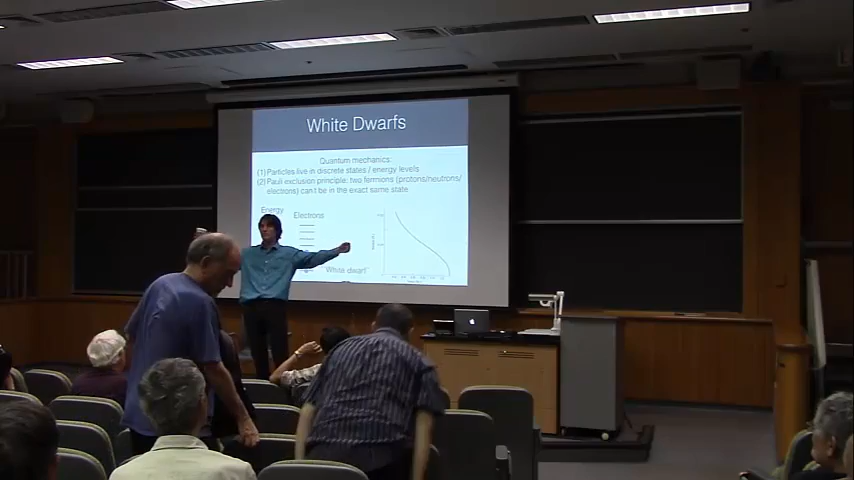 White Dwarfs
Quantum mechanics:
(1) Particles live in discrete states / energy levels
(2) Pauli exclusion principle: two fermions (protons/neutrons/
electrons) can't be in the exact same state
Energy
Electrons
"White dwarf"